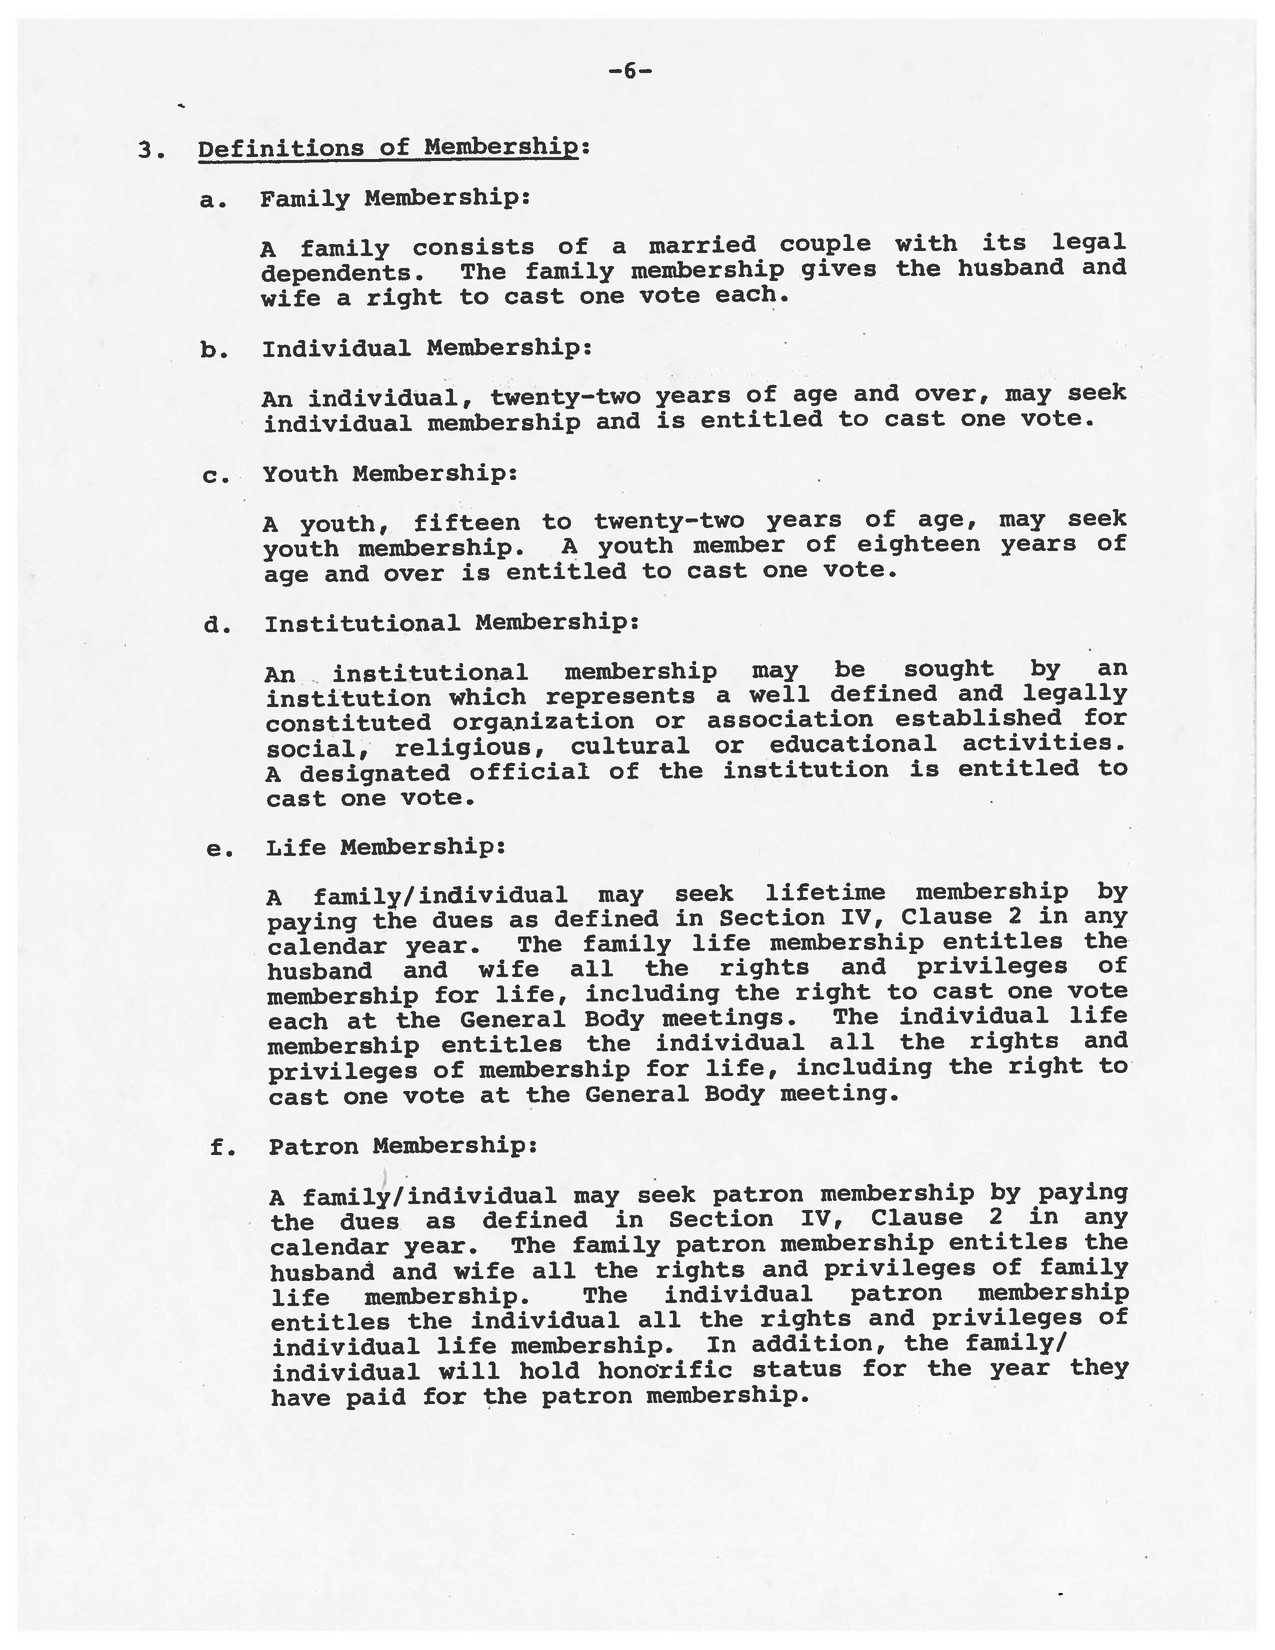 -6-
3. Definitions of Membership:
a. Family Membership:
A family consists of a married couple with its legal
dependents. The family membership gives the husband and
wife a right to cast one vote each.
b. Individual Membership:
An individual, twenty-two years of age and over, may seek
individual membership and is entitled to cast one vote.
c. Youth Membership:
A youth, fifteen to twenty-two years of age, may seek
youth membership. A youth member of eighteen years of
age and over is entitled to cast one vote.
d. Institutional Membership:
An institutional membership may be sought by an
institution which represents a well defined and legally
constituted organization or association established for
social, religious, cultural or educational activities.
A designated official of the institution is entitled to
cast one vote.
e. Life Membership:
A family/individual may seek lifetime membership by
paying the dues as defined in Section IV, Clause 2 in any
calendar year. The family life membership entitles the
husband and wife all the rights and privileges of
membership for life, including the right to cast one vote
each at the General Body meetings. The individual life
membership entitles the individual all the rights and
privileges of membership for life, including the right to
cast one vote at the General Body meeting.
f. Patron Membership:
A family/individual may seek patron membership by paying
the dues as defined in Section IV, Clause 2 in any
calendar year. The family patron membership entitles the
husband and wife all the rights and privileges of family
life membership. The individual patron membership
entitles the individual all the rights and privileges of
individual life membership. In addition, the family/
individual will hold honorific status for the year they
have paid for the patron membership.